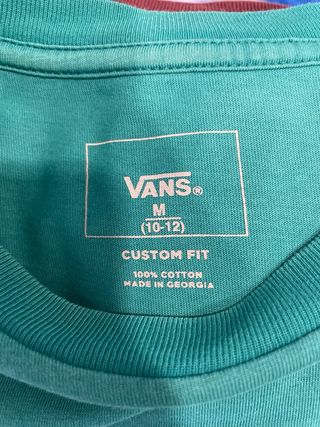 VANS®
M
(10-12)
CUSTOM FIT
100% COTTON
MADE IN GEORGIA